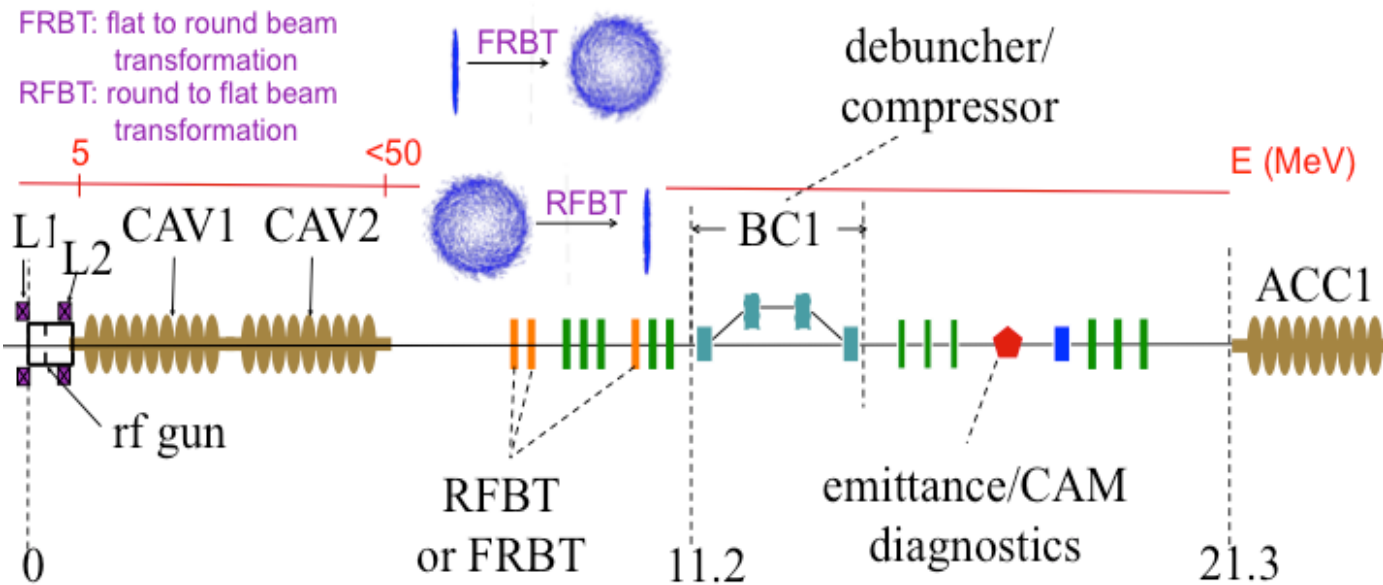 FRBT: flat to round beam
transformation
RFBT: round to flat beam
transformation
FRBT
debuncher/
compressor
5
<50
E (MeV)
RFBT
L1
L2
CAV1
CAV2
BC1
ACC1
rf gun
RFBT
or FRBT
emittance/CAM
diagnostics
0
11.2
21.3